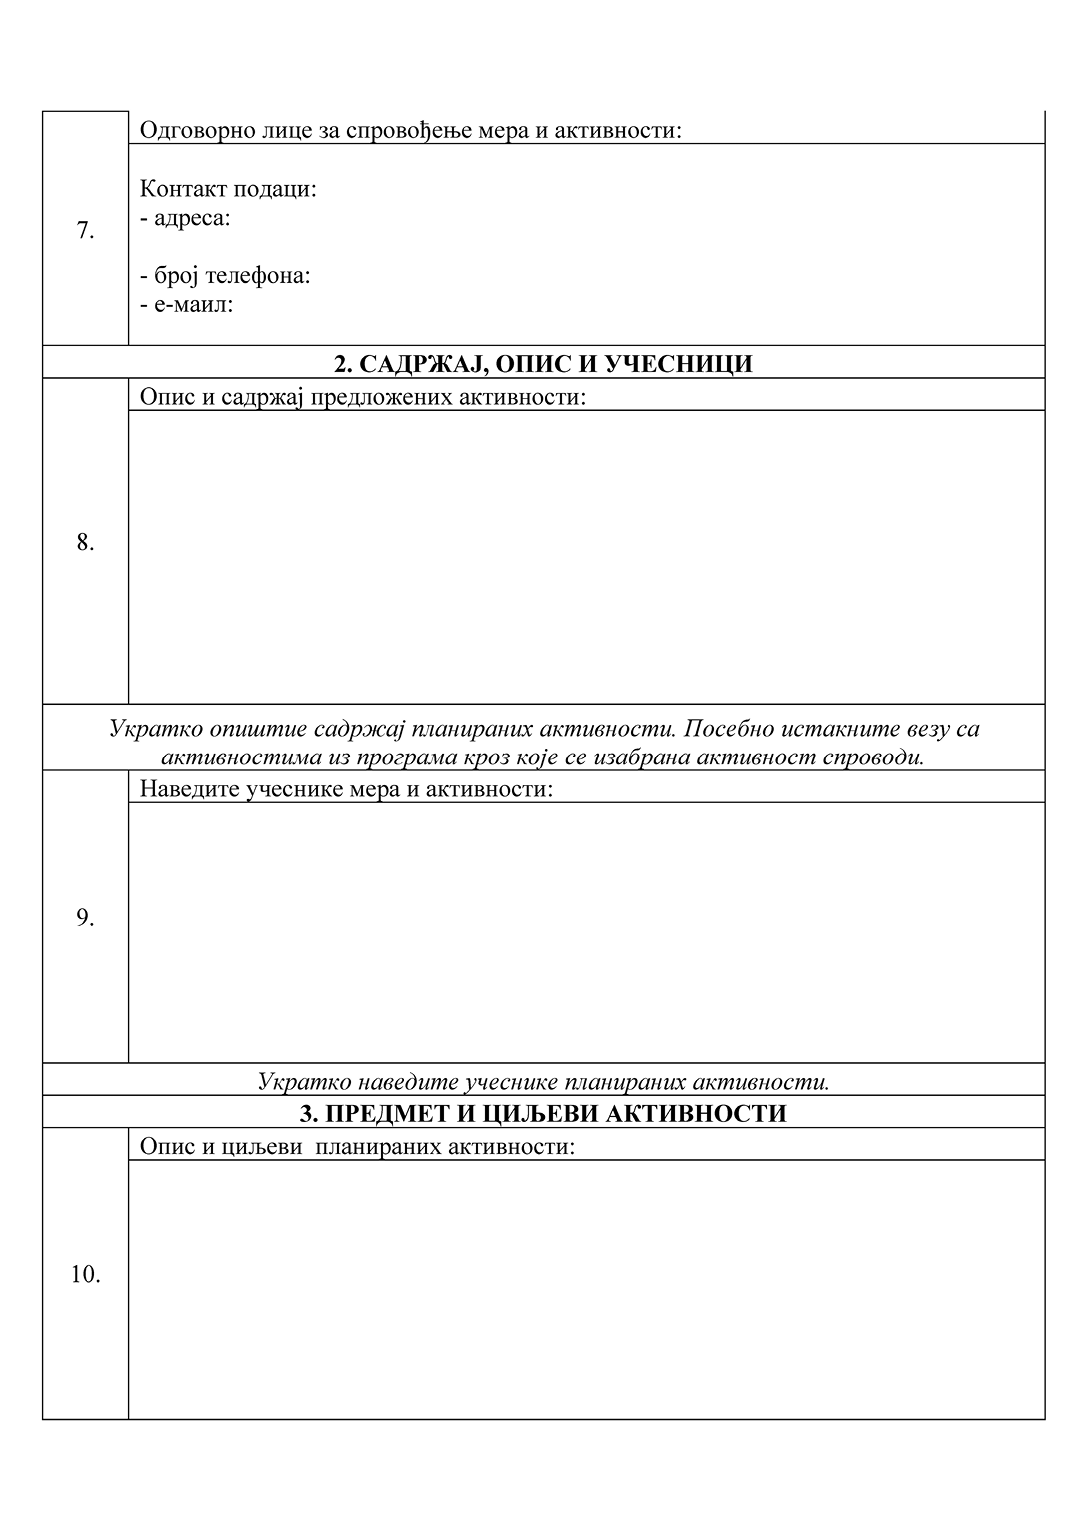 Одговорно лице за спровођење мера и активности:
7.
Контакт подаци:
- адреса:
- број телефона:
- е-маил:
2. САДРЖАЈ, ОПИС И УЧЕСНИЦИ
8.
Опис и садржај предложених активности:
Укратко опиштие садржај планираних активности. Посебно истакните везу са
активностима из програма кроз које се изабрана активност спроводи.
9.
Наведите учеснике мера и активности:
Укратко наведите учеснике планираних активности.
3. ПРЕДМЕТ И ЦИЉЕВИ АКТИВНОСТИ
10.
Опис и циљеви  планираних активности: